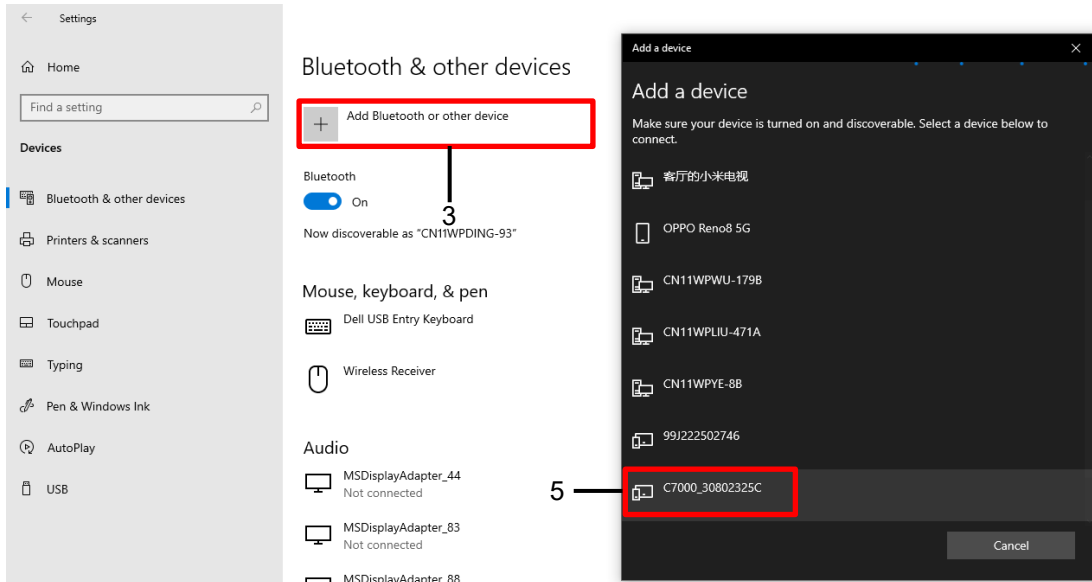 Settings
Home
Find a setting
Devices
Bluetooth & other devices
Printers & scanners
Mouse
Touchpad
Typing
Pen & Windows Ink
AutoPlay
USB
Bluetooth & other devices
Add Bluetooth or other device
3
Bluetooth
On
Now discoverable as “CN11WPDING-93”
Mouse, keyboard, & pen
Dell USB Entry Keyboard
Wireless Receiver
Audio
MSDisplayAdapter_44
Not connected
MSDisplayAdapter_83
Not connected
MSDisplayAdapter_88
Add a device
Add a device
Make sure your device is turned on and discoverable. Select a device below to
connect.
客厅的小米电视
OPPO Reno8 5G
CN11WPWU-179B
CN11WPLIU-471A
CN11WPYE-8B
99J222502746
5
C7000_30802325C
Cancel